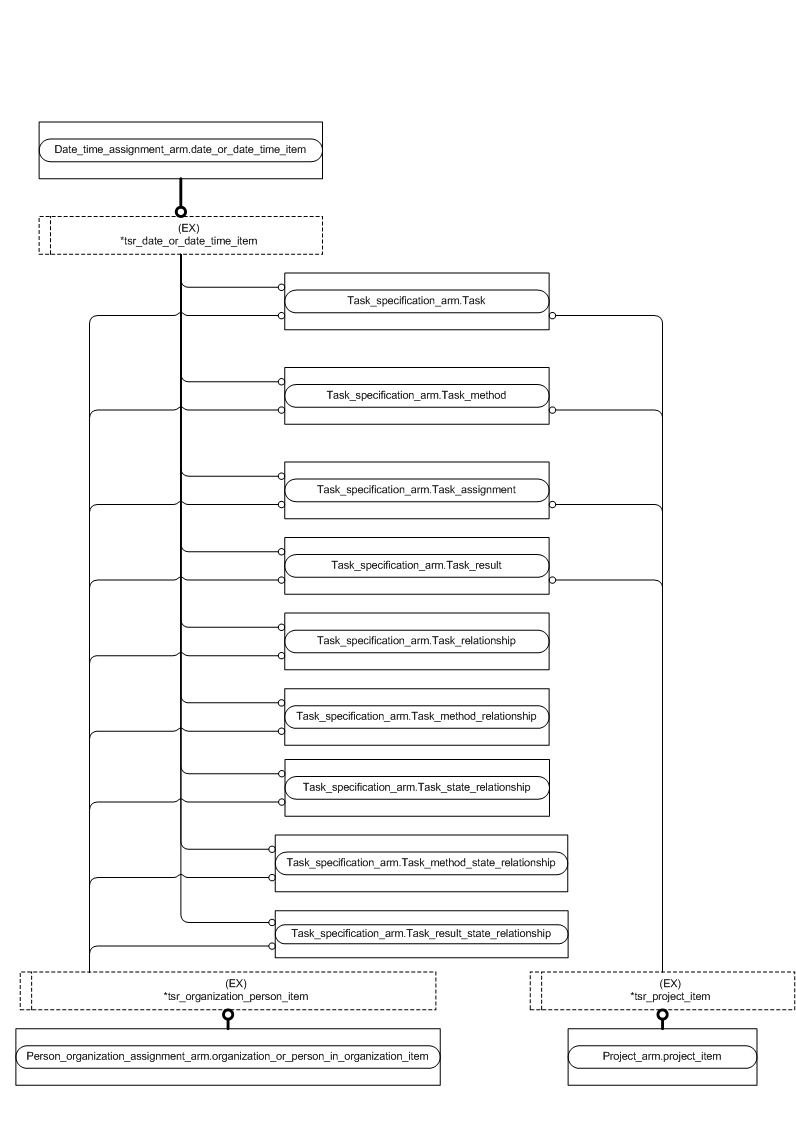 Date_time_assignment_arm.date_or_date_time_item
(EX)
*tsr_date_or_date_time_item
Task_specification_arm.Task
Task_specification_arm.Task_method
Task_specification_arm.Task_assignment
Task_specification_arm.Task_result
Task_specification_arm.Task_relationship
Task_specification_arm.Task_method_relationship
Task_specification_arm.Task_state_relationship
Task_specification_arm.Task_method_state_relationship
Task_specification_arm.Task_result_state_relationship
(EX)
*tsr_organization_person_item
(EX)
*tsr_project_item
Person_organization_assignment_arm.organization_or_person_in_organization_item
Project_arm.project_item